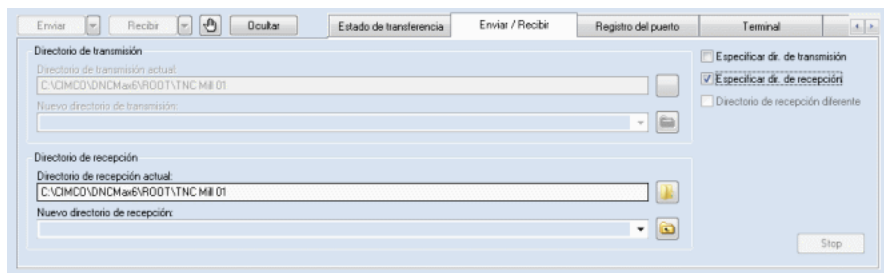 Enviar Recibir Ocultar Estado de transferencia Enviar / Recibir Registro del puerto Terminal
Directorio de transmisión
Directorio de transmisión actual:
C:\CIMCO\DNCMax6\ROOT\TNC Mill 01
Nuevo directorio de transmisión:
Especificar dir. de transmisión
Especificar dir. de recepción
Directorio de recepción diferente
Directorio de recepción
Directorio de recepción actual:
C:\CIMCO\DNCMax6\ROOT\TNC Mill 01
Nuevo directorio de recepción:
Stop